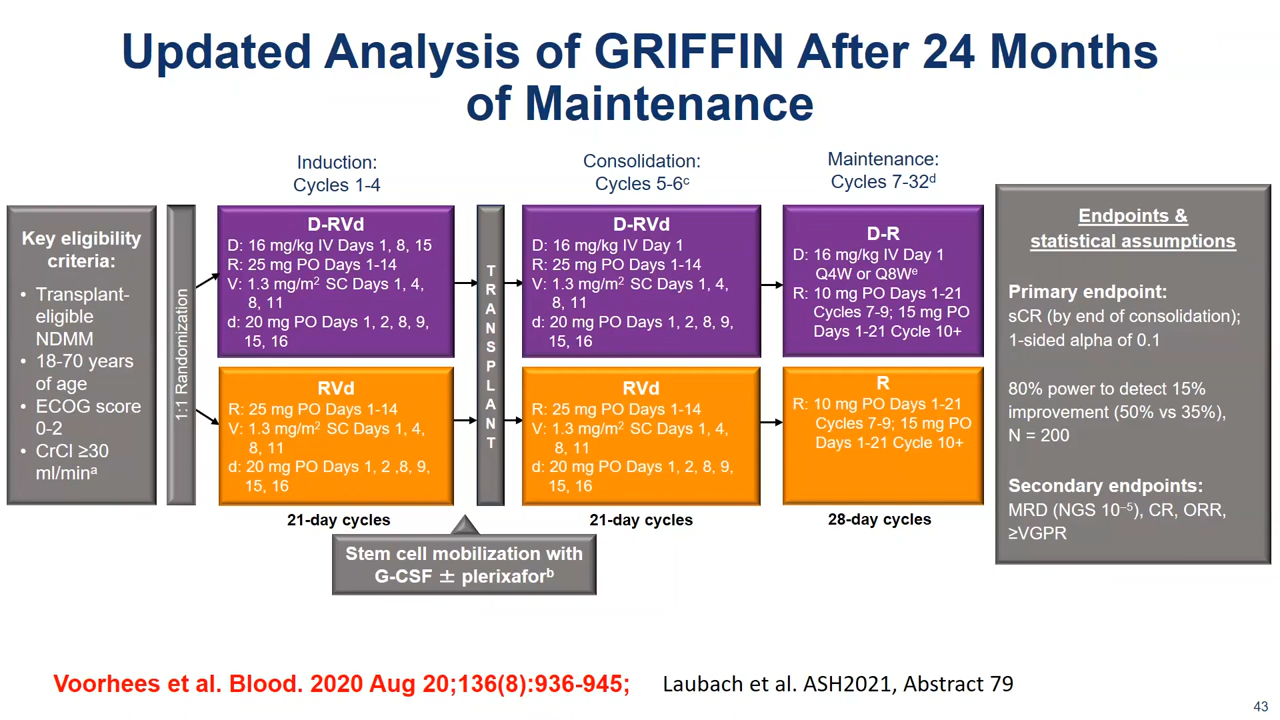 Updated Analysis of GRIFFIN After 24 Months
of Maintenance
Induction:
Cycles 1-4
Consolidation:
Cycles 5-6ᶜ
Maintenance:
Cycles 7-32ᵈ
Key eligibility
criteria:
• Transplant-
eligible
NDMM
• 18-70 years
of age
• ECOG score
0-2
• CrCl ≥30
ml/minᵃ
1:1 Randomization
D-RVd
D: 16 mg/kg IV Days 1, 8, 15
R: 25 mg PO Days 1-14
V: 1.3 mg/m² SC Days 1, 4,
8, 11
d: 20 mg PO Days 1, 2, 8, 9,
15, 16
RVd
R: 25 mg PO Days 1-14
V: 1.3 mg/m² SC Days 1, 4,
8, 11
d: 20 mg PO Days 1, 2 ,8, 9,
15, 16
21-day cycles
TRANSPLANT
Stem cell mobilization with
G-CSF ± plerixaforᵇ
D-RVd
D: 16 mg/kg IV Day 1
R: 25 mg PO Days 1-14
V: 1.3 mg/m² SC Days 1, 4,
8, 11
d: 20 mg PO Days 1, 2, 8, 9,
15, 16
RVd
R: 25 mg PO Days 1-14
V: 1.3 mg/m² SC Days 1, 4,
8, 11
d: 20 mg PO Days 1, 2, 8, 9,
15, 16
21-day cycles
D-R
D: 16 mg/kg IV Day 1
Q4W or Q8Wᵉ
R: 10 mg PO Days 1-21
Cycles 7-9; 15 mg PO
Days 1-21 Cycle 10+
R
R: 10 mg PO Days 1-21
Cycles 7-9; 15 mg PO
Days 1-21 Cycle 10+
28-day cycles
Endpoints &
statistical assumptions
Primary endpoint:
sCR (by end of consolidation);
1-sided alpha of 0.1
80% power to detect 15%
improvement (50% vs 35%),
N = 200
Secondary endpoints:
MRD (NGS 10⁻⁵), CR, ORR,
≥VGPR
Voorhees et al. Blood. 2020 Aug 20;136(8):936-945;
Laubach et al. ASH2021, Abstract 79
43